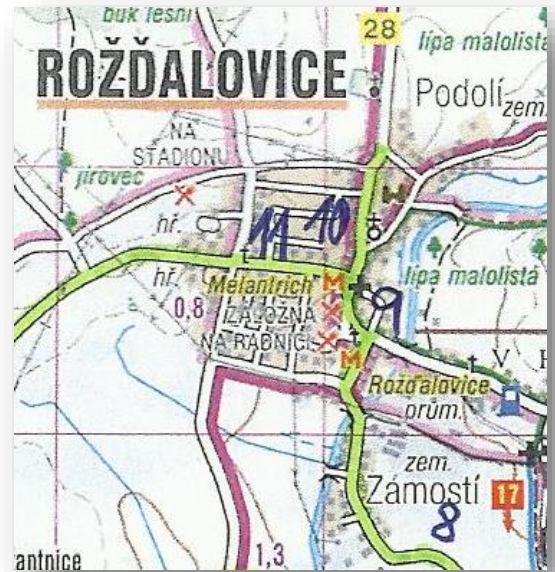 buk lesní
28
lípa malolistá
ROŽĎALOVICE
Podolí
zem.
NA
STADIONU
jírovec
hř.
11 10
t
hř.
Melantrich M
lípa malolistá
0,8
ZÁLOŽNA
9
NA RADNICI
t
M
t V
Rožďalovice
prům.
zem.
Zámostí 17
8
antnice
1,3